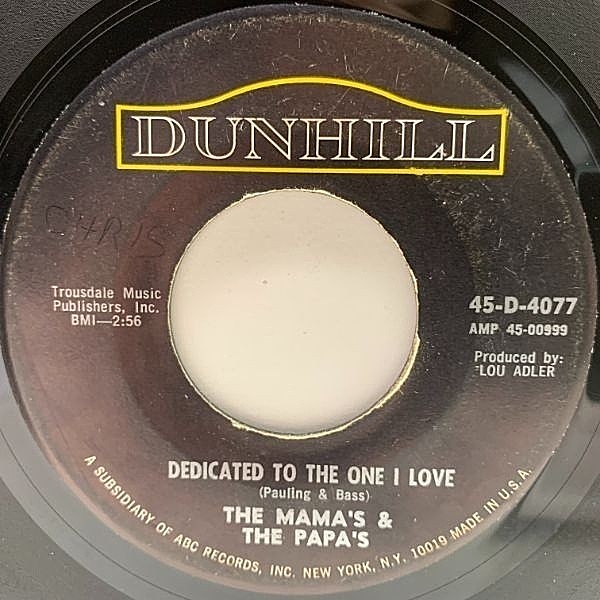 DUNHILL
CHRIS
Trousdale Music
Publishers, Inc.
BMI—2:56
45-D-4077
AMP 45-00999
Produced by:
LOU ADLER
DEDICATED TO THE ONE I LOVE
(Pauling & Bass)
THE MAMA'S &
THE PAPA'S
A SUBSIDIARY OF ABC RECORDS, INC. NEW YORK, N.Y. 10019 MADE IN U.S.A.